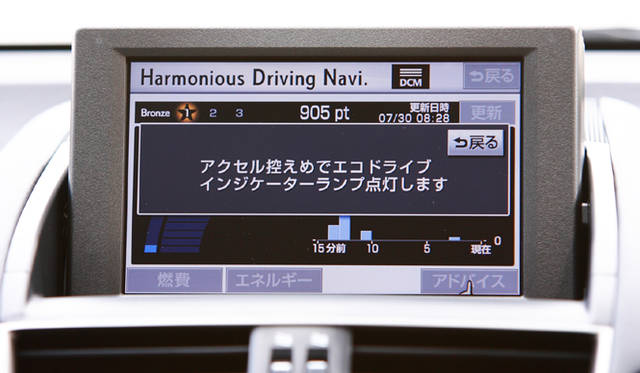 Harmonious Driving Navi. DCM 戻る
Bronze 1 2 3 905 pt 更新日時 07/30 08:28 更新
戻る
アクセル控えめでエコドライブ
インジケーターランプ点灯します
0
15分前 10 5 現在
燃費 エネルギー アドバイス